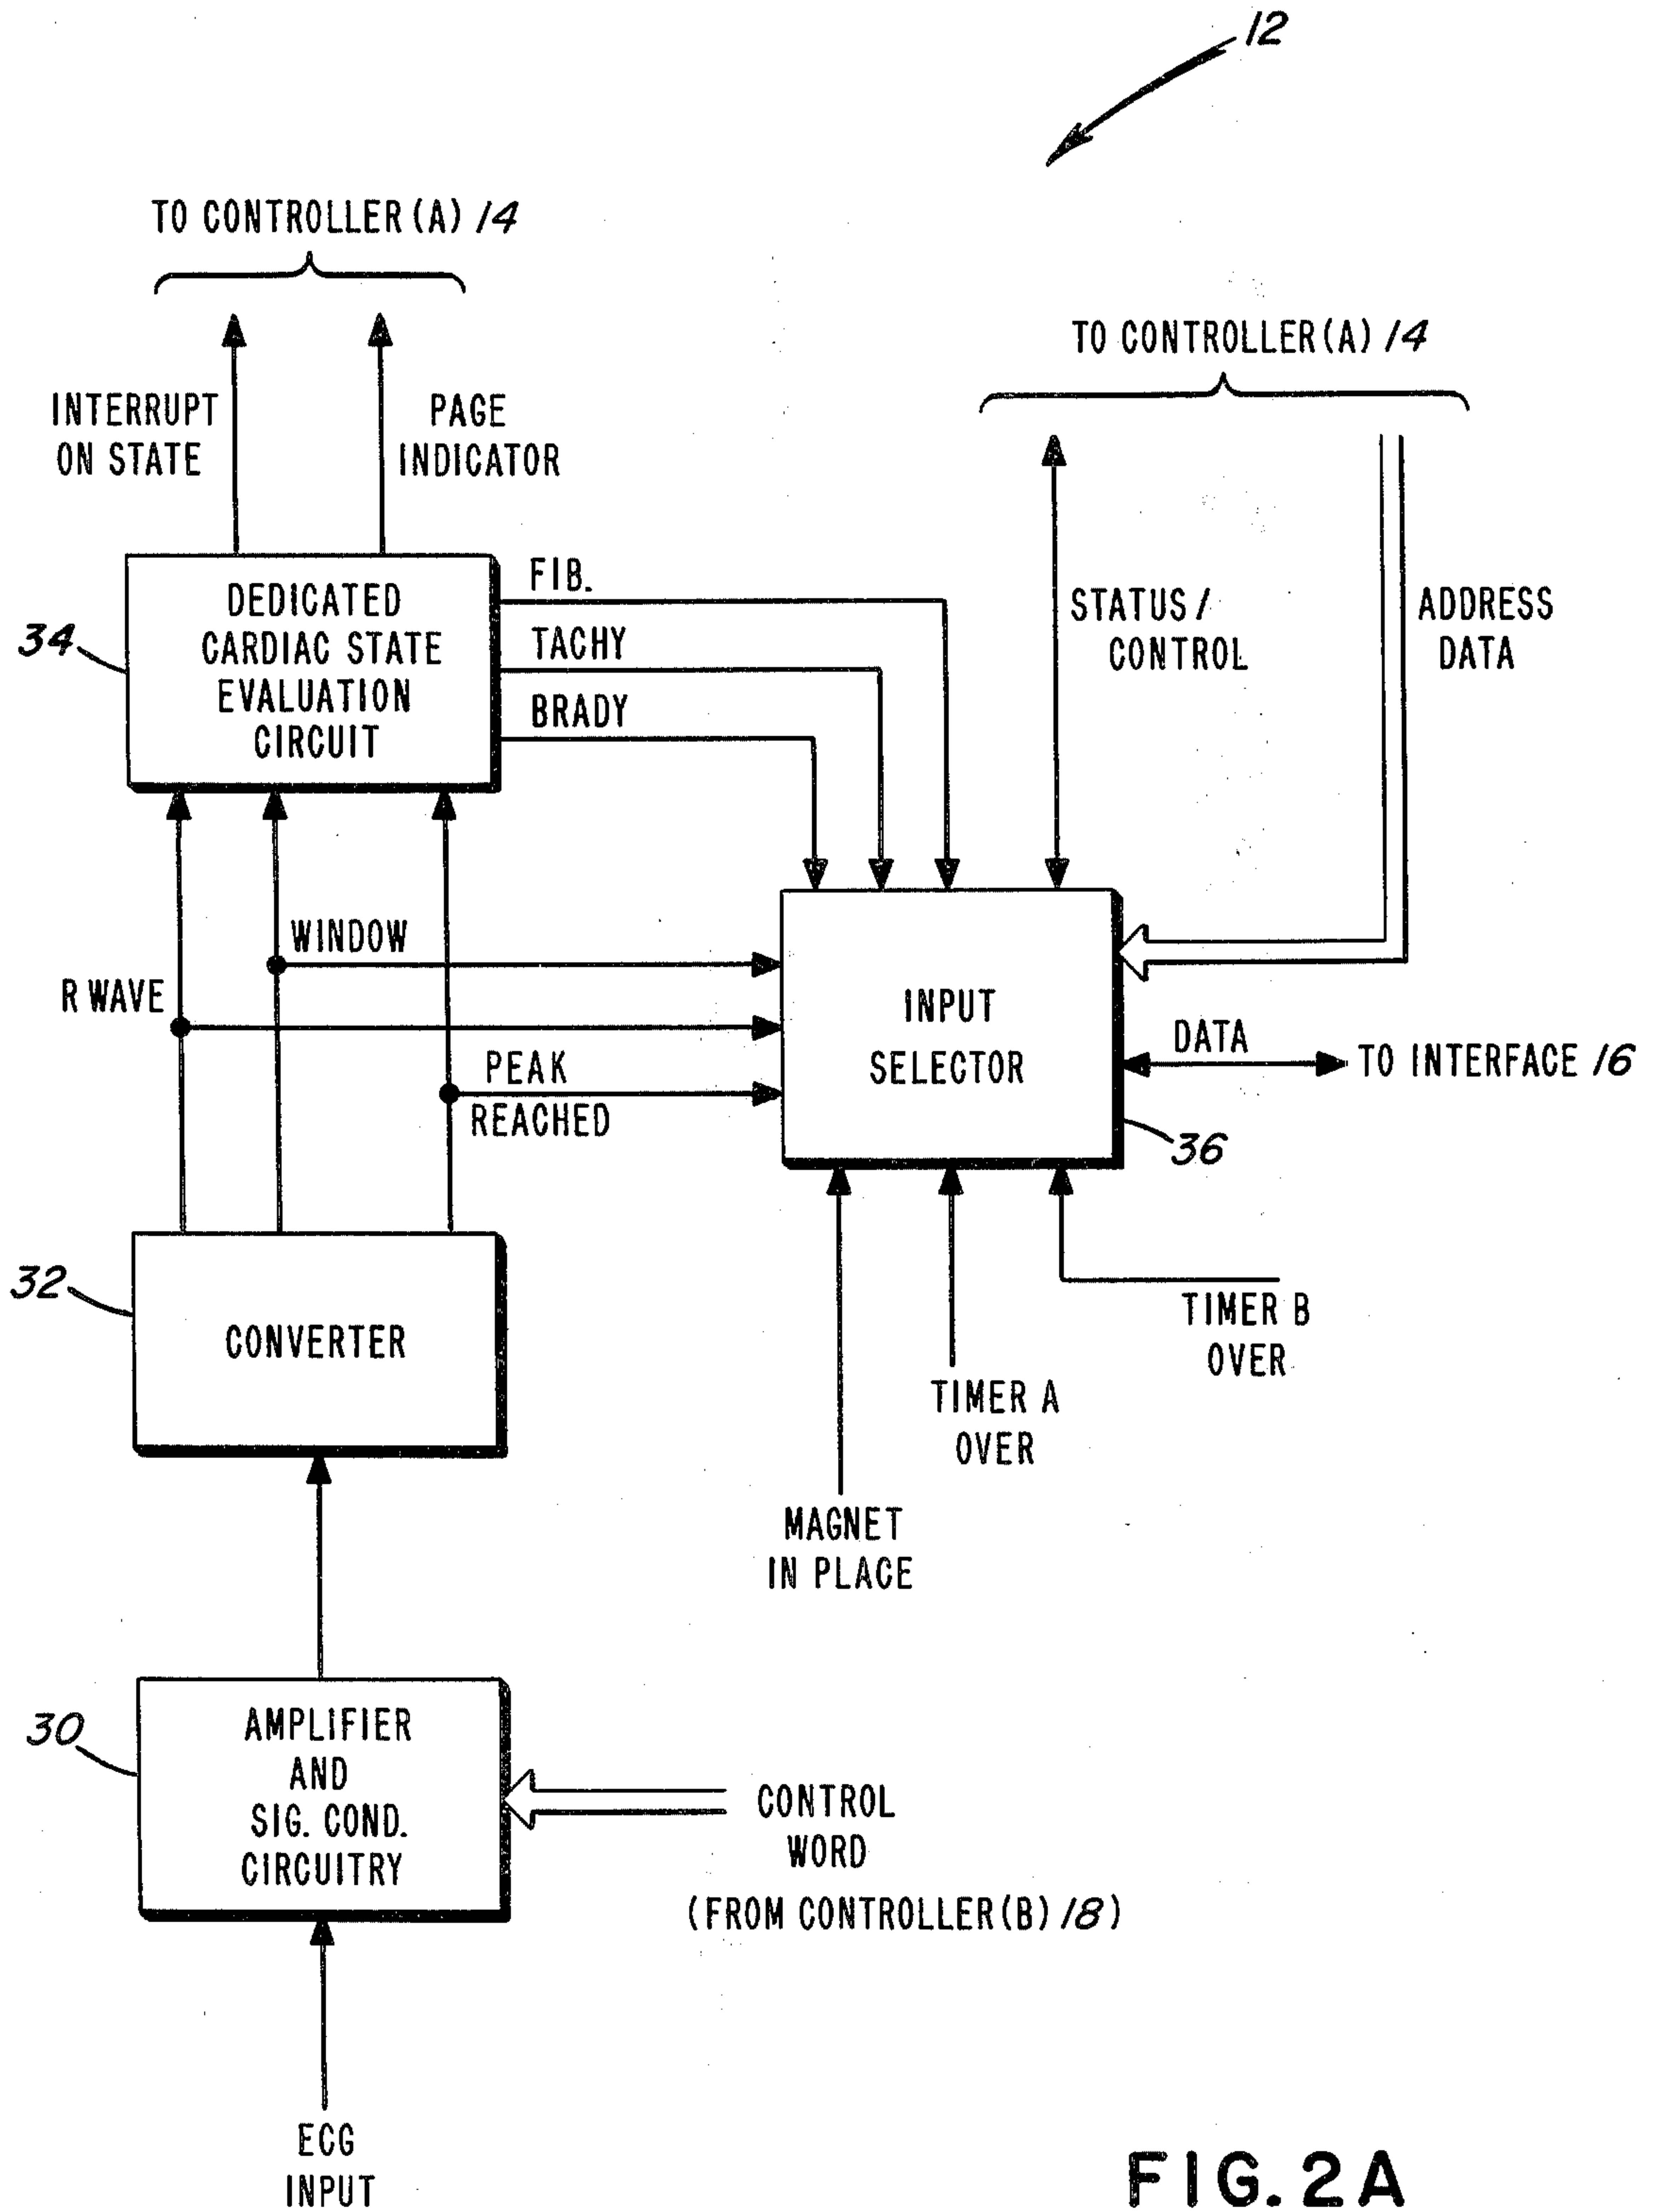 12
TO CONTROLLER (A) 14
TO CONTROLLER (A) 14
INTERRUPT
ON STATE
PAGE
INDICATOR
FIB.
TACHY
BRADY
STATUS /
CONTROL
ADDRESS
DATA
34
DEDICATED
CARDIAC STATE
EVALUATION
CIRCUIT
WINDOW
R WAVE
PEAK
REACHED
INPUT
SELECTOR
DATA
TO INTERFACE 16
36
32
CONVERTER
TIMER B
OVER
TIMER A
OVER
MAGNET
IN PLACE
30
AMPLIFIER
AND
SIG. COND.
CIRCUITRY
CONTROL
WORD
(FROM CONTROLLER (B) 18)
ECG
INPUT
FIG. 2A